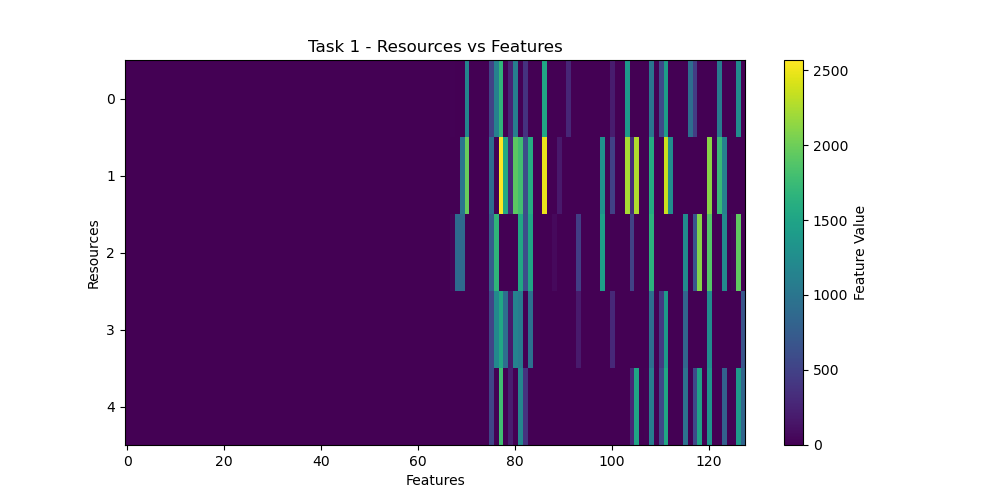 Task 1 - Resources vs Features
0
1
2
3
4
Resources
0 20 40 60 80 100 120
Features
2500
2000
1500
1000
500
0
Feature Value